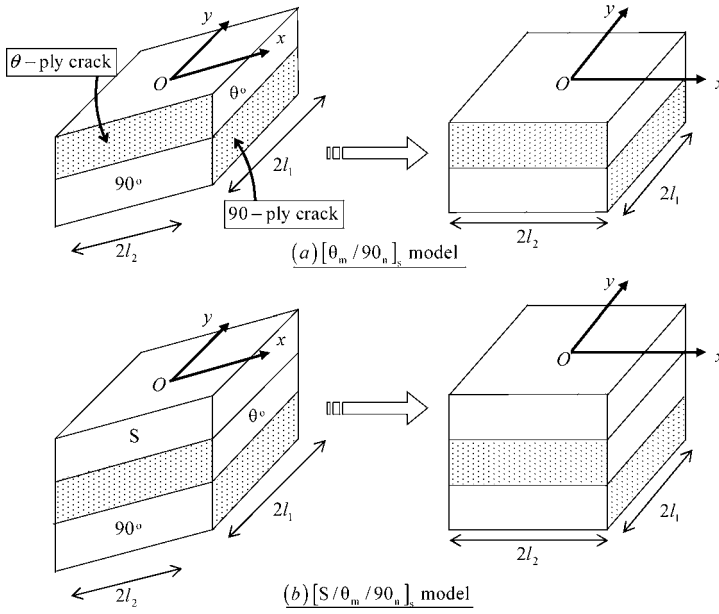 y
x
O
θ – ply crack
θ°
90°
2l₁
90 – ply crack
2l₂
y
x
O
2l₁
2l₂
(a) [θₘ / 90ₙ]ₛ model
y
x
O
S
θ°
90°
2l₁
2l₂
y
x
O
2l₁
2l₂
(b) [S / θₘ / 90ₙ]ₛ model